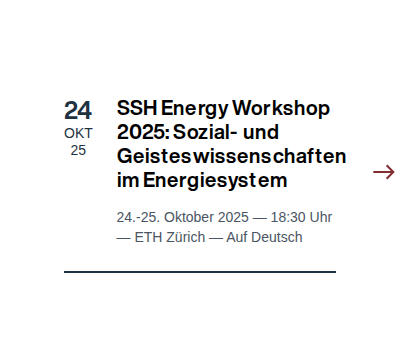 24
OKT
25
SSH Energy Workshop
2025: Sozial- und
Geisteswissenschaften
im Energiesystem
24.-25. Oktober 2025 — 18:30 Uhr
— ETH Zürich — Auf Deutsch